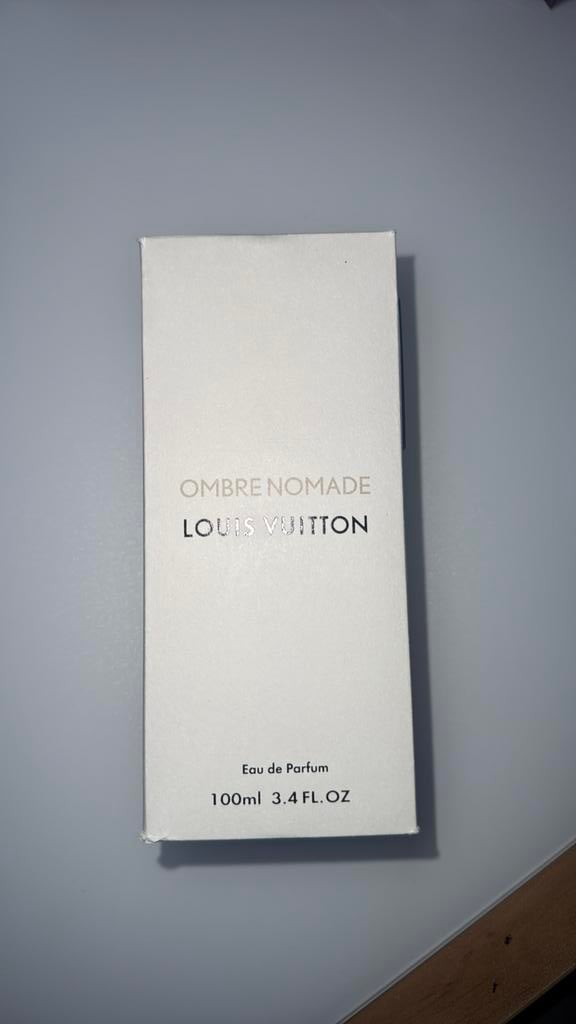 OMBRE NOMADE
LOUIS VUITTON
Eau de Parfum
100ml 3.4 FL.OZ